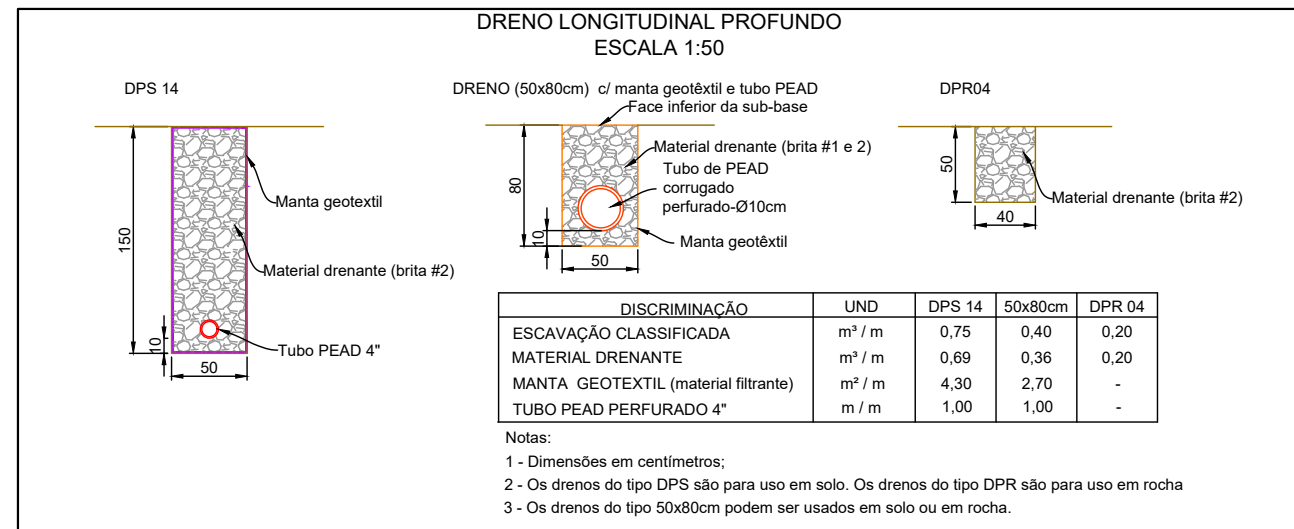 DRENO LONGITUDINAL PROFUNDO
ESCALA 1:50
DPS 14
150
10
50
Manta geotextil
Material drenante (brita #2)
Tubo PEAD 4"
DRENO (50x80cm) c/ manta geotêxtil e tubo PEAD
Face inferior da sub-base
80
10
50
Material drenante (brita #1 e 2)
Tubo de PEAD
corrugado
perfurado-Ø10cm
Manta geotêxtil
DPR04
50
40
Material drenante (brita #2)
DISCRIMINAÇÃO UND DPS 14 50x80cm DPR 04
ESCAVAÇÃO CLASSIFICADA m³ / m 0,75 0,40 0,20
MATERIAL DRENANTE m³ / m 0,69 0,36 0,20
MANTA GEOTEXTIL (material filtrante) m² / m 4,30 2,70 -
TUBO PEAD PERFURADO 4" m / m 1,00 1,00 -
Notas:
1 - Dimensões em centímetros;
2 - Os drenos do tipo DPS são para uso em solo. Os drenos do tipo DPR são para uso em rocha
3 - Os drenos do tipo 50x80cm podem ser usados em solo ou em rocha.